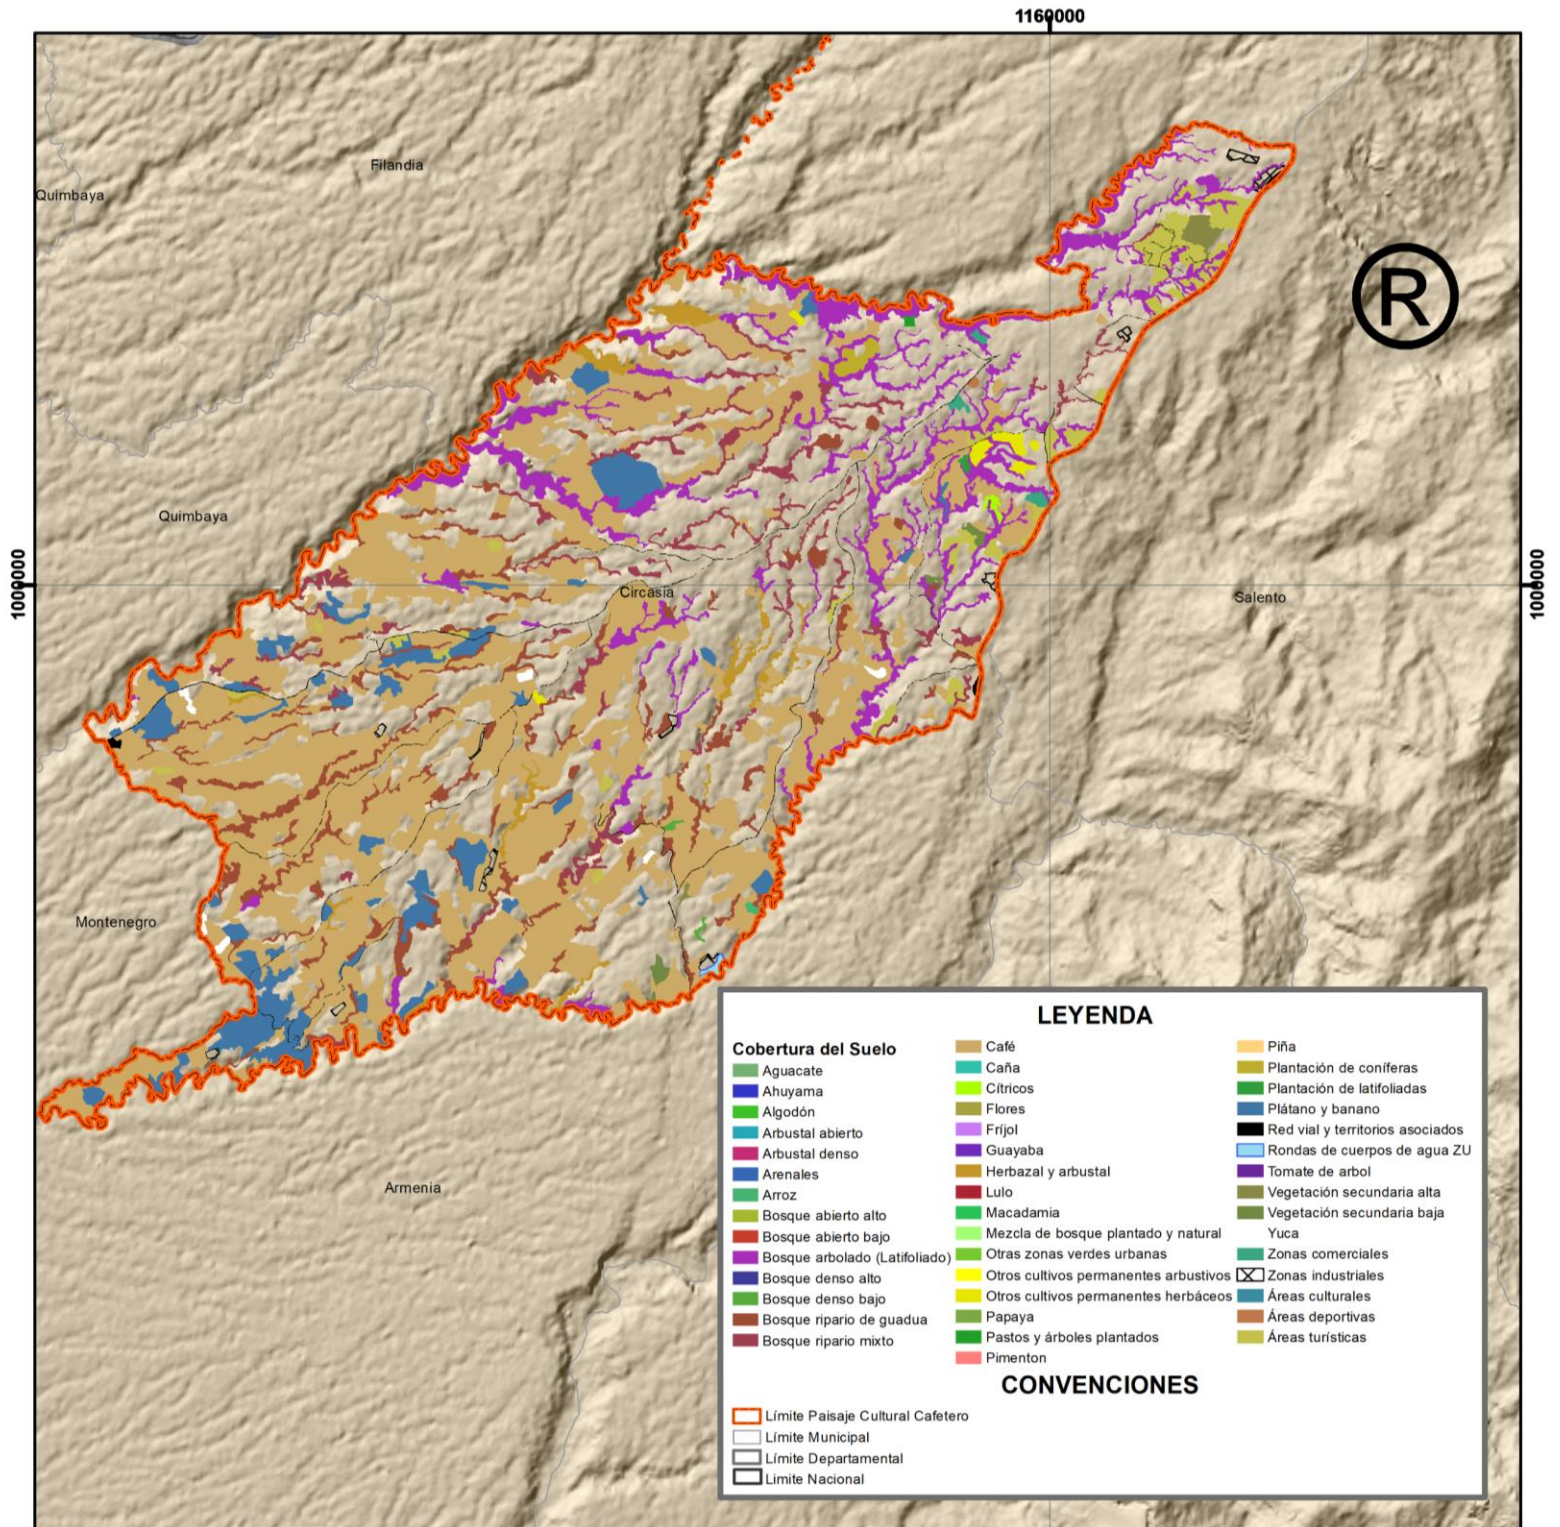 1160000
Filandia
Quimbaya
R
Quimbaya
1000000
1000000
Circasia
Salento
Montenegro
Armenia
LEYENDA
Cobertura del Suelo
Aguacate
Ahuyama
Algodón
Arbustal abierto
Arbustal denso
Arenales
Arroz
Bosque abierto alto
Bosque abierto bajo
Bosque arbolado (Latifoliado)
Bosque denso alto
Bosque denso bajo
Bosque ripario de guadua
Bosque ripario mixto
Café
Caña
Cítricos
Flores
Fríjol
Guayaba
Herbazal y arbustal
Lulo
Macadamia
Mezcla de bosque plantado y natural
Otras zonas verdes urbanas
Otros cultivos permanentes arbustivos
Otros cultivos permanentes herbáceos
Papaya
Pastos y árboles plantados
Pimenton
Piña
Plantación de coníferas
Plantación de latifoliadas
Plátano y banano
Red vial y territorios asociados
Rondas de cuerpos de agua ZU
Tomate de arbol
Vegetación secundaria alta
Vegetación secundaria baja
Yuca
Zonas comerciales
Zonas industriales
Áreas culturales
Áreas deportivas
Áreas turísticas
CONVENCIONES
Límite Paisaje Cultural Cafetero
Límite Municipal
Límite Departamental
Limite Nacional